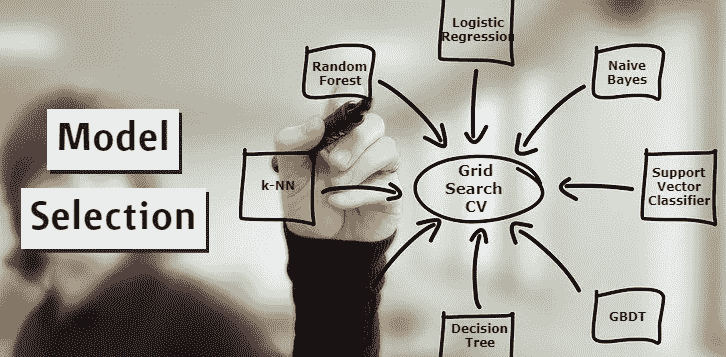 Model
Selection
Logistic
Regression
Random
Forest
Naive
Bayes
k-NN
Grid
Search
CV
Support
Vector
Classifier
Decision
Tree
GBDT